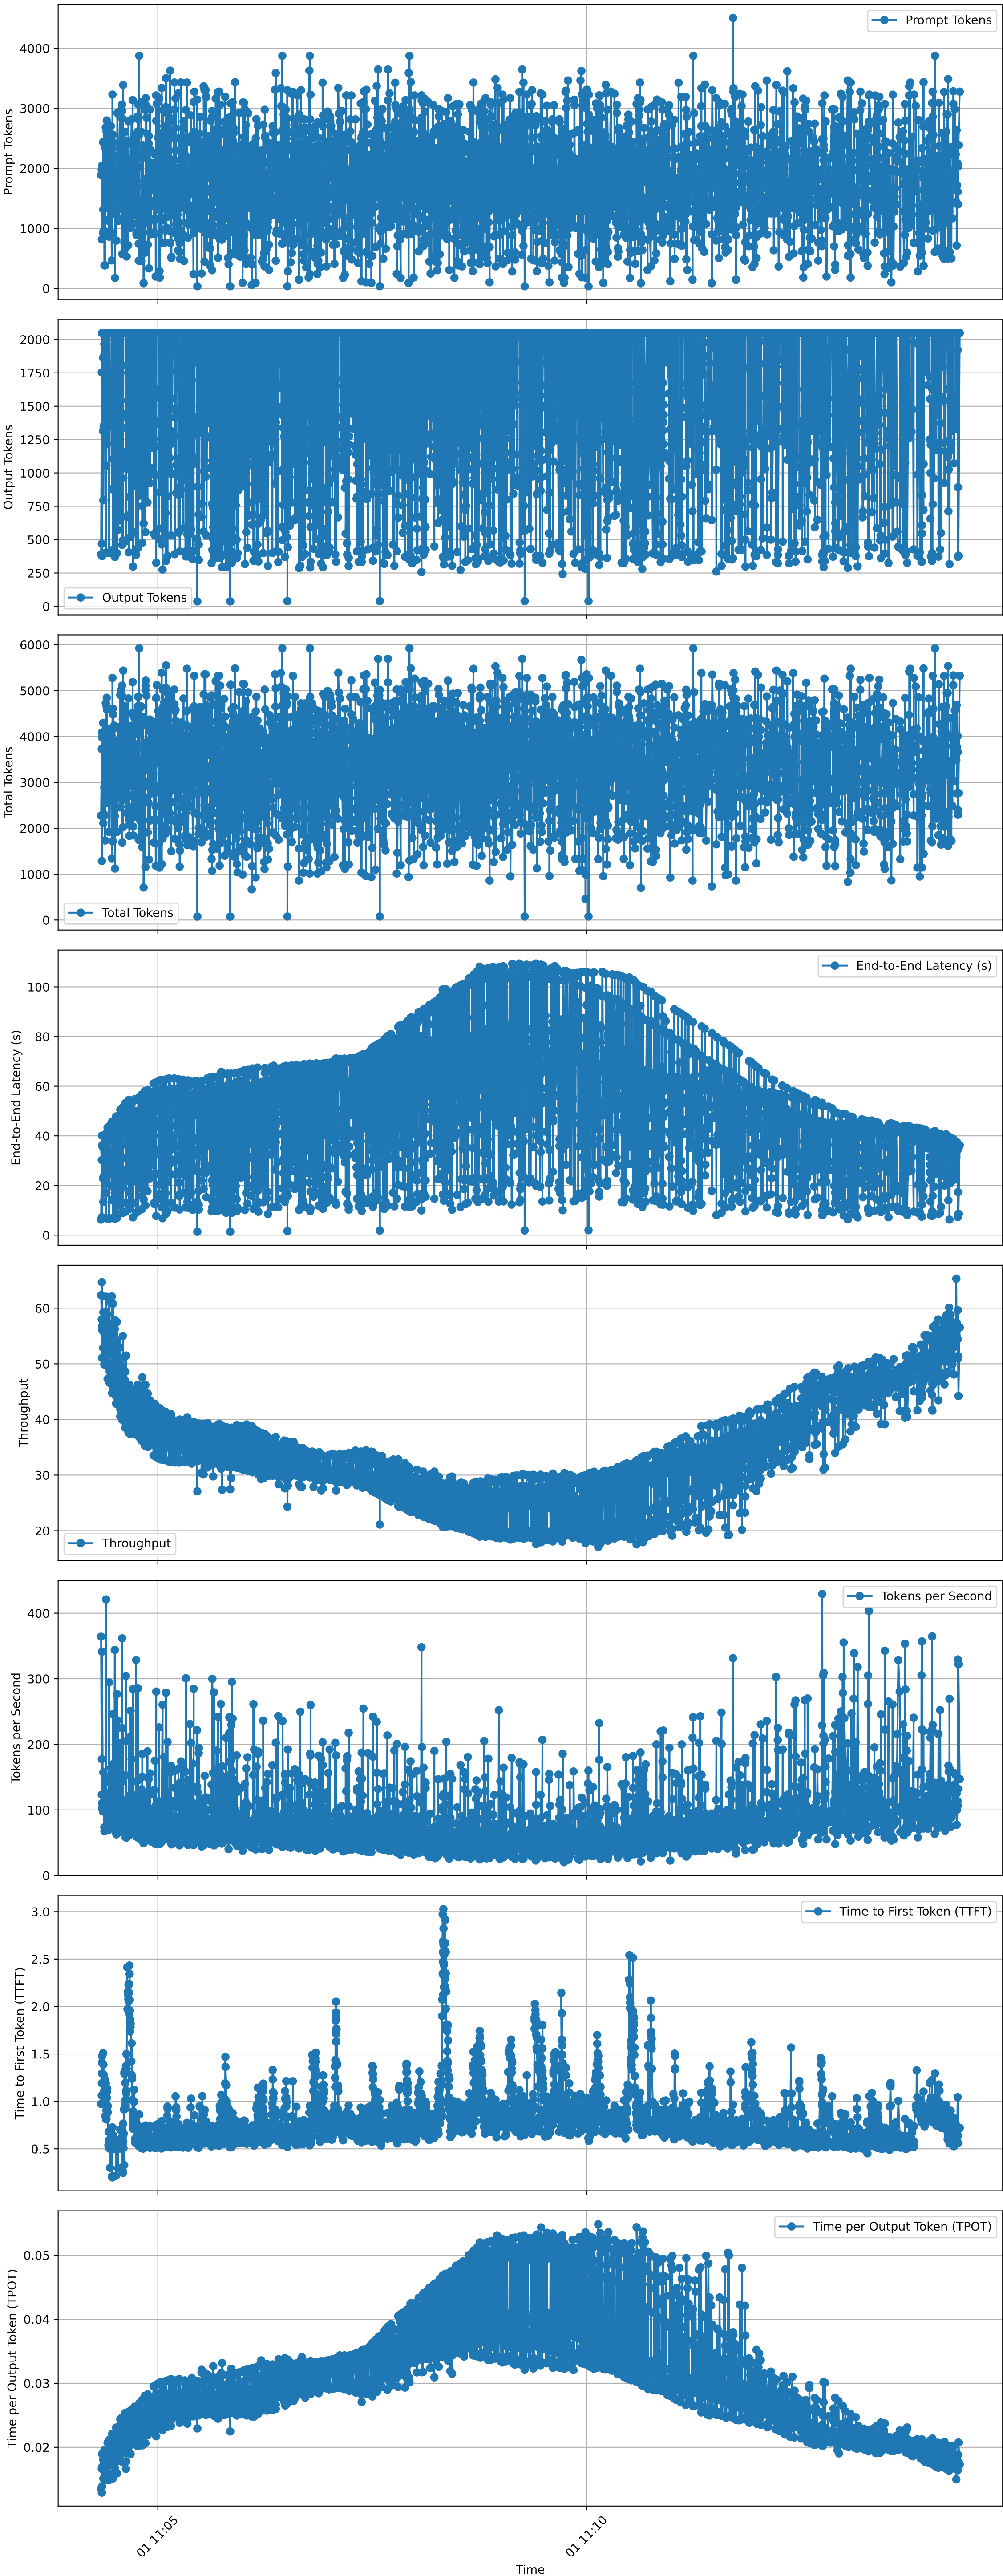 Prompt Tokens
4000
3000
2000
1000
0
Prompt Tokens
Output Tokens
2000
1750
1500
1250
1000
750
500
250
0
Output Tokens
Total Tokens
6000
5000
4000
3000
2000
1000
0
Total Tokens
End-to-End Latency (s)
100
80
60
40
20
0
End-to-End Latency (s)
Throughput
60
50
40
30
20
Throughput
Tokens per Second
400
300
200
100
0
Tokens per Second
Time to First Token (TTFT)
3.0
2.5
2.0
1.5
1.0
0.5
Time to First Token (TTFT)
Time per Output Token (TPOT)
0.05
0.04
0.03
0.02
Time per Output Token (TPOT)
01 11:05
01 11:10
Time